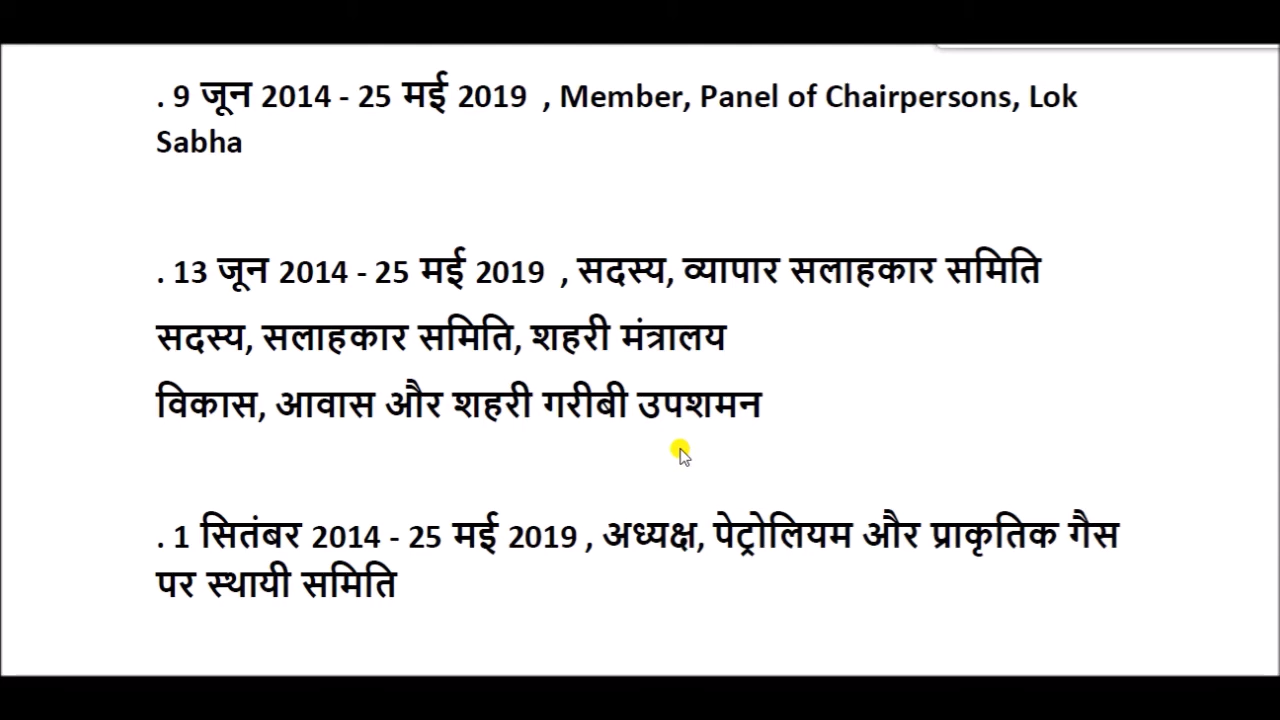 . 9 जून 2014 - 25 मई 2019 , Member, Panel of Chairpersons, Lok
Sabha
. 13 जून 2014 - 25 मई 2019 , सदस्य, व्यापार सलाहकार समिति
सदस्य, सलाहकार समिति, शहरी मंत्रालय
विकास, आवास और शहरी गरीबी उपशमन
. 1 सितंबर 2014 - 25 मई 2019 , अध्यक्ष, पेट्रोलियम और प्राकृतिक गैस
पर स्थायी समिति